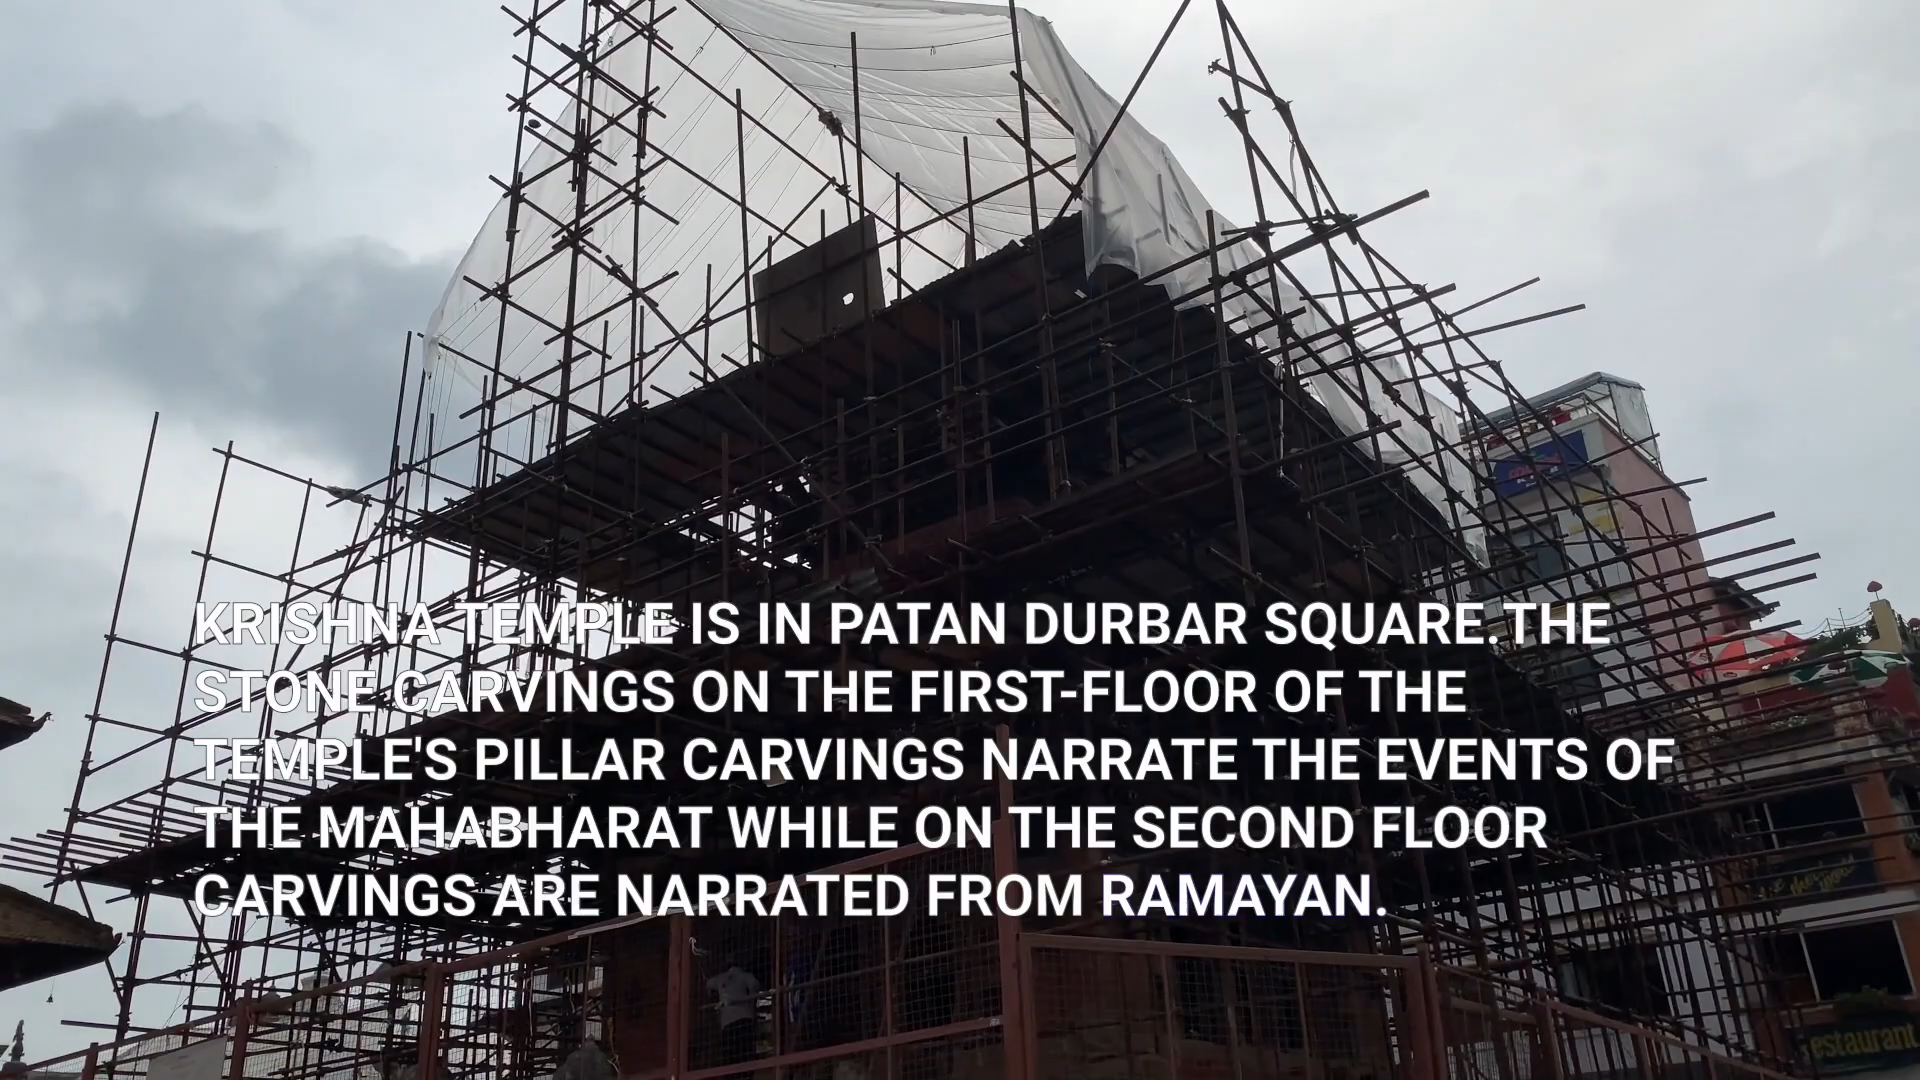 KRISHNA TEMPLE IS IN PATAN DURBAR SQUARE.THE
STONE CARVINGS ON THE FIRST-FLOOR OF THE
TEMPLE'S PILLAR CARVINGS NARRATE THE EVENTS OF
THE MAHABHARAT WHILE ON THE SECOND FLOOR
CARVINGS ARE NARRATED FROM RAMAYAN.
estaurant